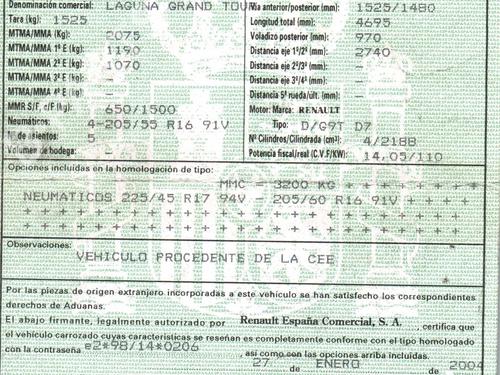 Denominación comercial: LAGUNA GRAND TOUR Vía anterior/posterior (mm): 1525/1480
Tara (kg): 1525 Longitud total (mm): 4695
MTMA/MMA (Kg): 2075 Voladizo posterior (mm): 970
MTMA/MMA 1º E (kg): 1190 Distancia eje 1º/2º (mm): 2740
MTMA/MMA 2º E (kg): 1070 Distancia eje 2º/3º (mm): -
MTMA/MMA 3º E (kg): - Distancia eje 3º/4º (mm): -
MTMA/MMA 4º E (kg): - Distancia 5ª rueda/últ. (mm): -
MMR S/F, c/F (kg): 650/1500 Motor: Marca: RENAULT
Neumáticos: 4-205/55 R16 91V Tipo: D/G9T D7
Nº de asientos: 5 Nº Cilindros/Cilindrada (cm³): 4/2188
Volumen de bodega: Potencia fiscal/real (C.V.F/KW): 14,05/110
Opciones incluidas en la homologación de tipo:
MMC = 3200 KG + + + + + + +
NEUMATICOS 225/45 R17 94V - 205/60 R16 91V + + + +
+ + + + + + + + + + + + + + + + + + + + + + +
+ + + + + + + + + + + + + + + + + + + + + + +
Observaciones:
VEHICULO PROCEDENTE DE LA CEE
Por las piezas de origen extranjero incorporadas a este vehículo se han satisfecho los correspondientes
derechos de Aduanas.
El abajo firmante, legalmente autorizado por Renault España Comercial, S. A. , certifica que
el vehículo carrozado cuyas características se reseñan es completamente conforme con el tipo homologado
con la contraseña e2*98/14*0206 , así como con las opciones arriba incluidas.
27 de ENERO de 2004